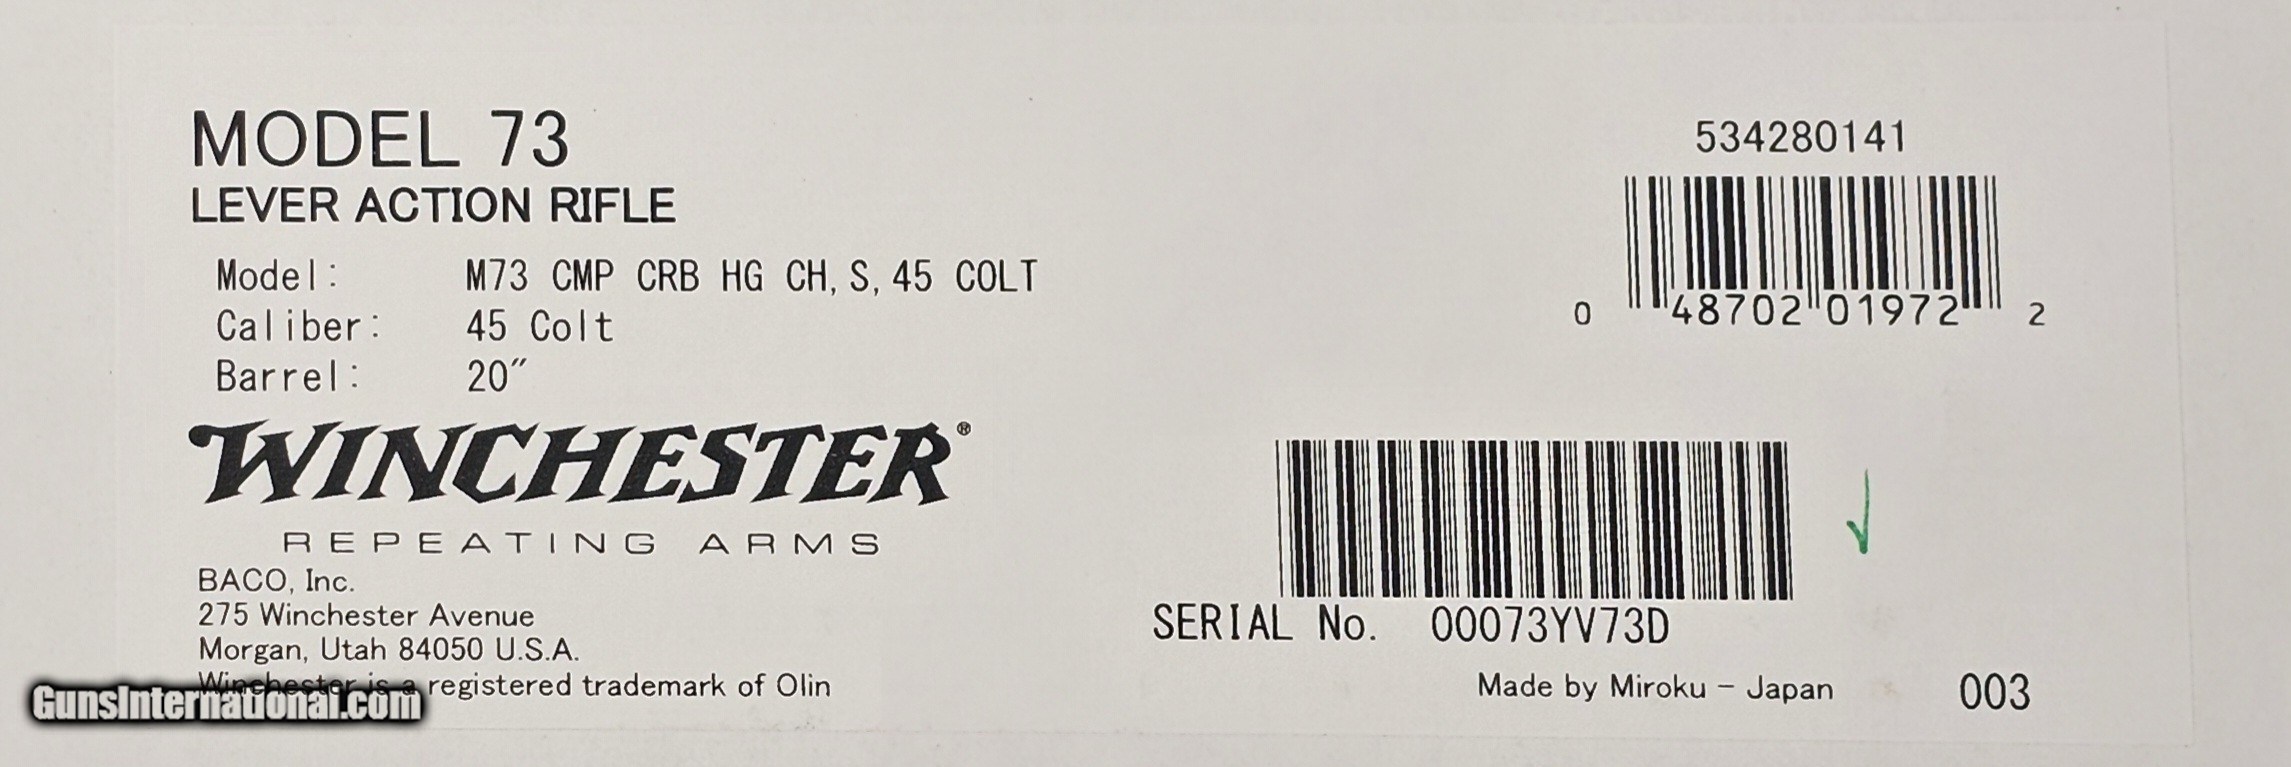 MODEL 73
LEVER ACTION RIFLE
Model: M73 CMP CRB HG CH, S, 45 COLT
Caliber: 45 Colt
Barrel: 20″
WINCHESTER®
REPEATING ARMS
BACO, Inc.
275 Winchester Avenue
Morgan, Utah 84050 U.S.A.
Winchester is a registered trademark of Olin
534280141
0 48702 01972 2
SERIAL No. 00073YV73D
Made by Miroku - Japan 003
GunsInternational.com